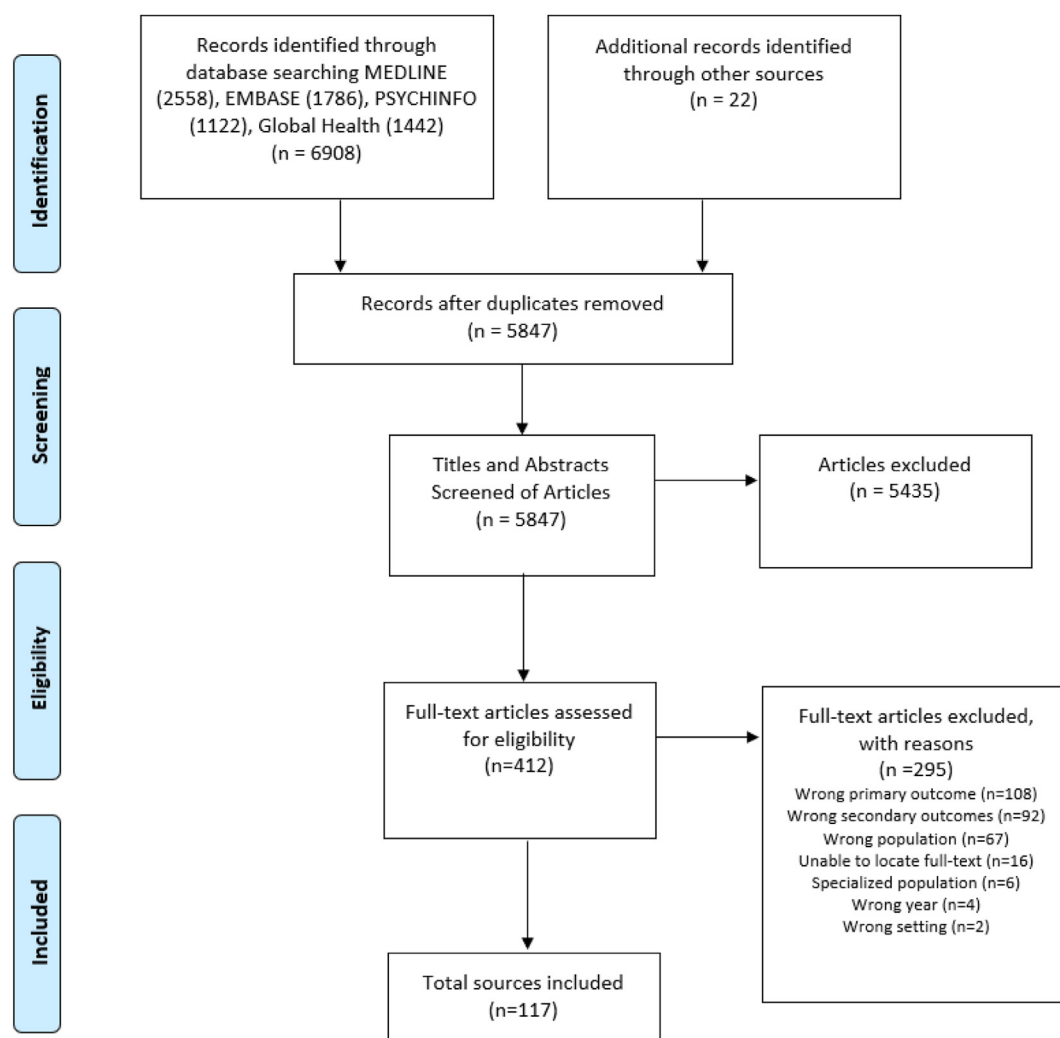 Identification
Records identified through
database searching MEDLINE
(2558), EMBASE (1786), PSYCHINFO
(1122), Global Health (1442)
(n = 6908)
Additional records identified
through other sources
(n = 22)
Records after duplicates removed
(n = 5847)
Screening
Titles and Abstracts
Screened of Articles
(n = 5847)
Articles excluded
(n = 5435)
Eligibility
Full-text articles assessed
for eligibility
(n=412)
Full-text articles excluded,
with reasons
(n =295)
Wrong primary outcome (n=108)
Wrong secondary outcomes (n=92)
Wrong population (n=67)
Unable to locate full-text (n=16)
Specialized population (n=6)
Wrong year (n=4)
Wrong setting (n=2)
Included
Total sources included
(n=117)